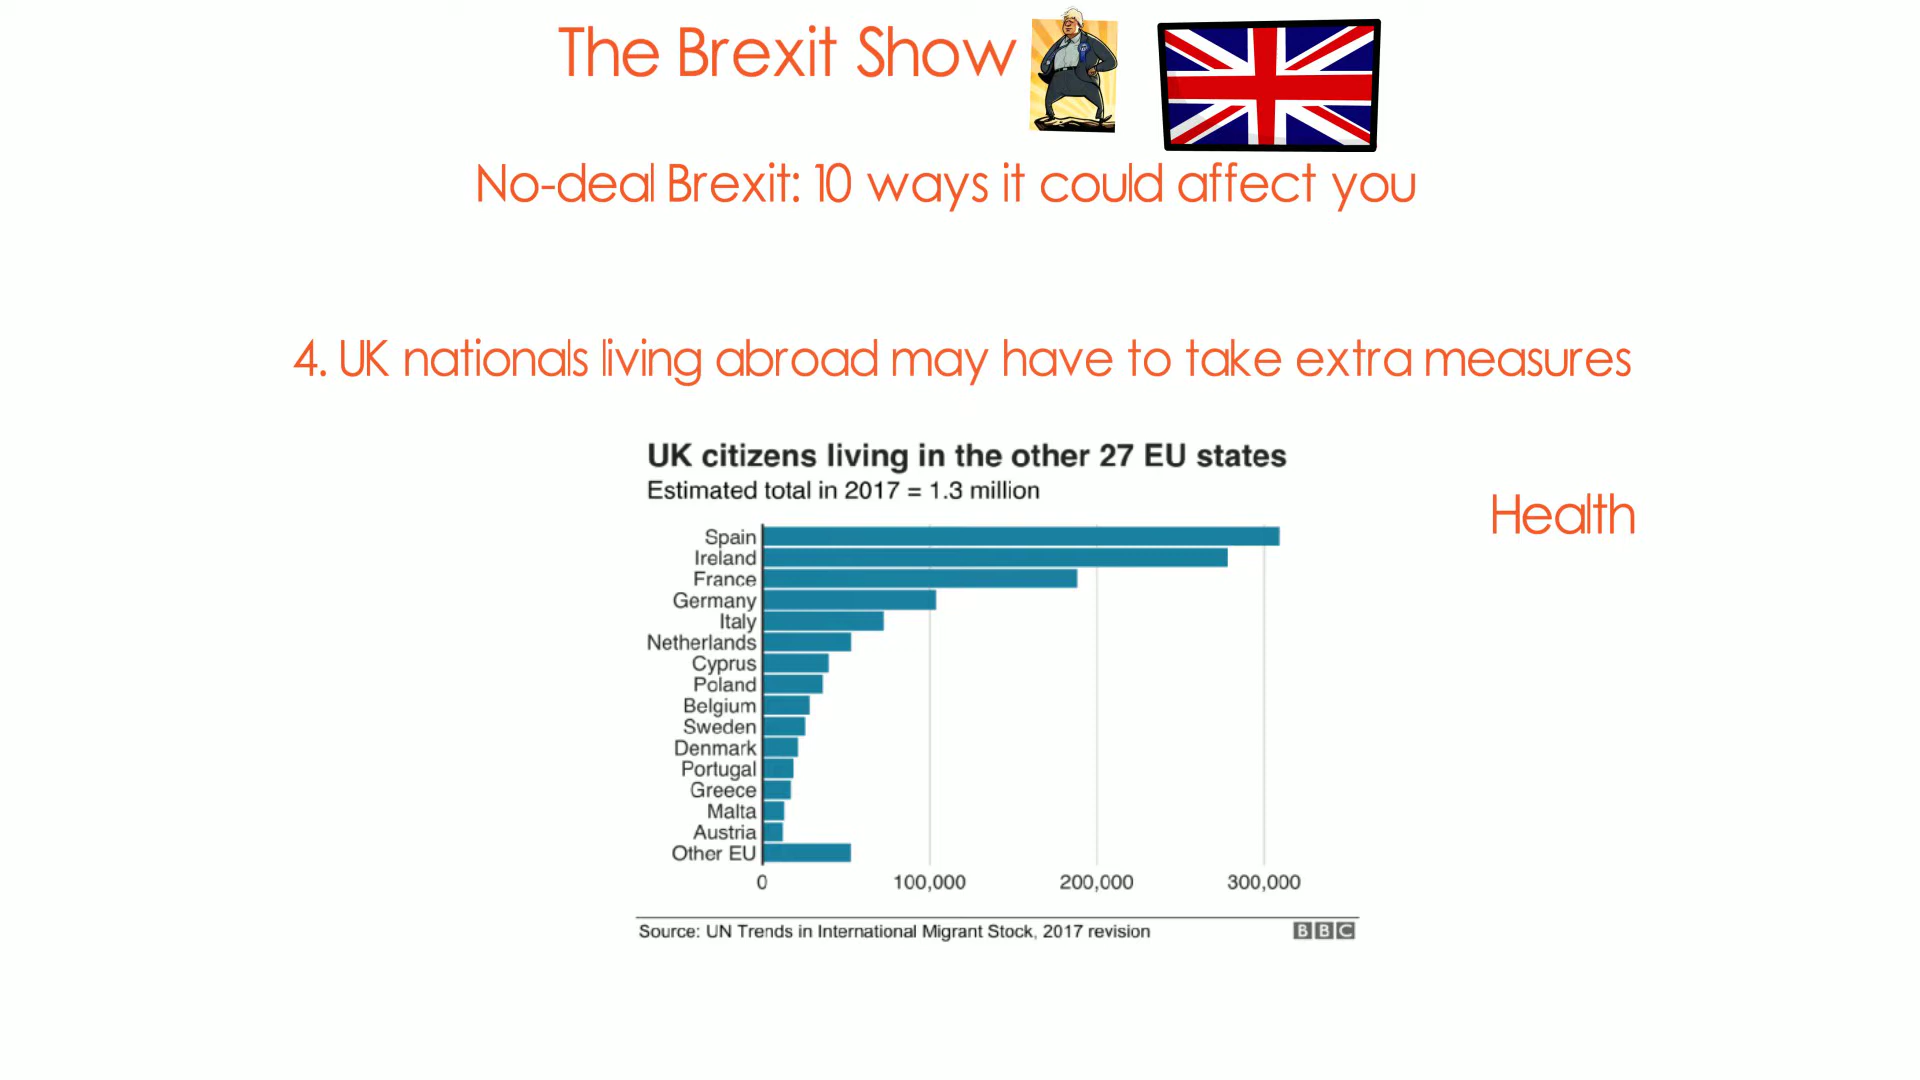 The Brexit Show
No-deal Brexit: 10 ways it could affect you
4. UK nationals living abroad may have to take extra measures
UK citizens living in the other 27 EU states
Estimated total in 2017 = 1.3 million
Health
Spain
Ireland
France
Germany
Italy
Netherlands
Cyprus
Poland
Belgium
Sweden
Denmark
Portugal
Greece
Malta
Austria
Other EU
0 100,000 200,000 300,000
Source: UN Trends in International Migrant Stock, 2017 revision
BBC